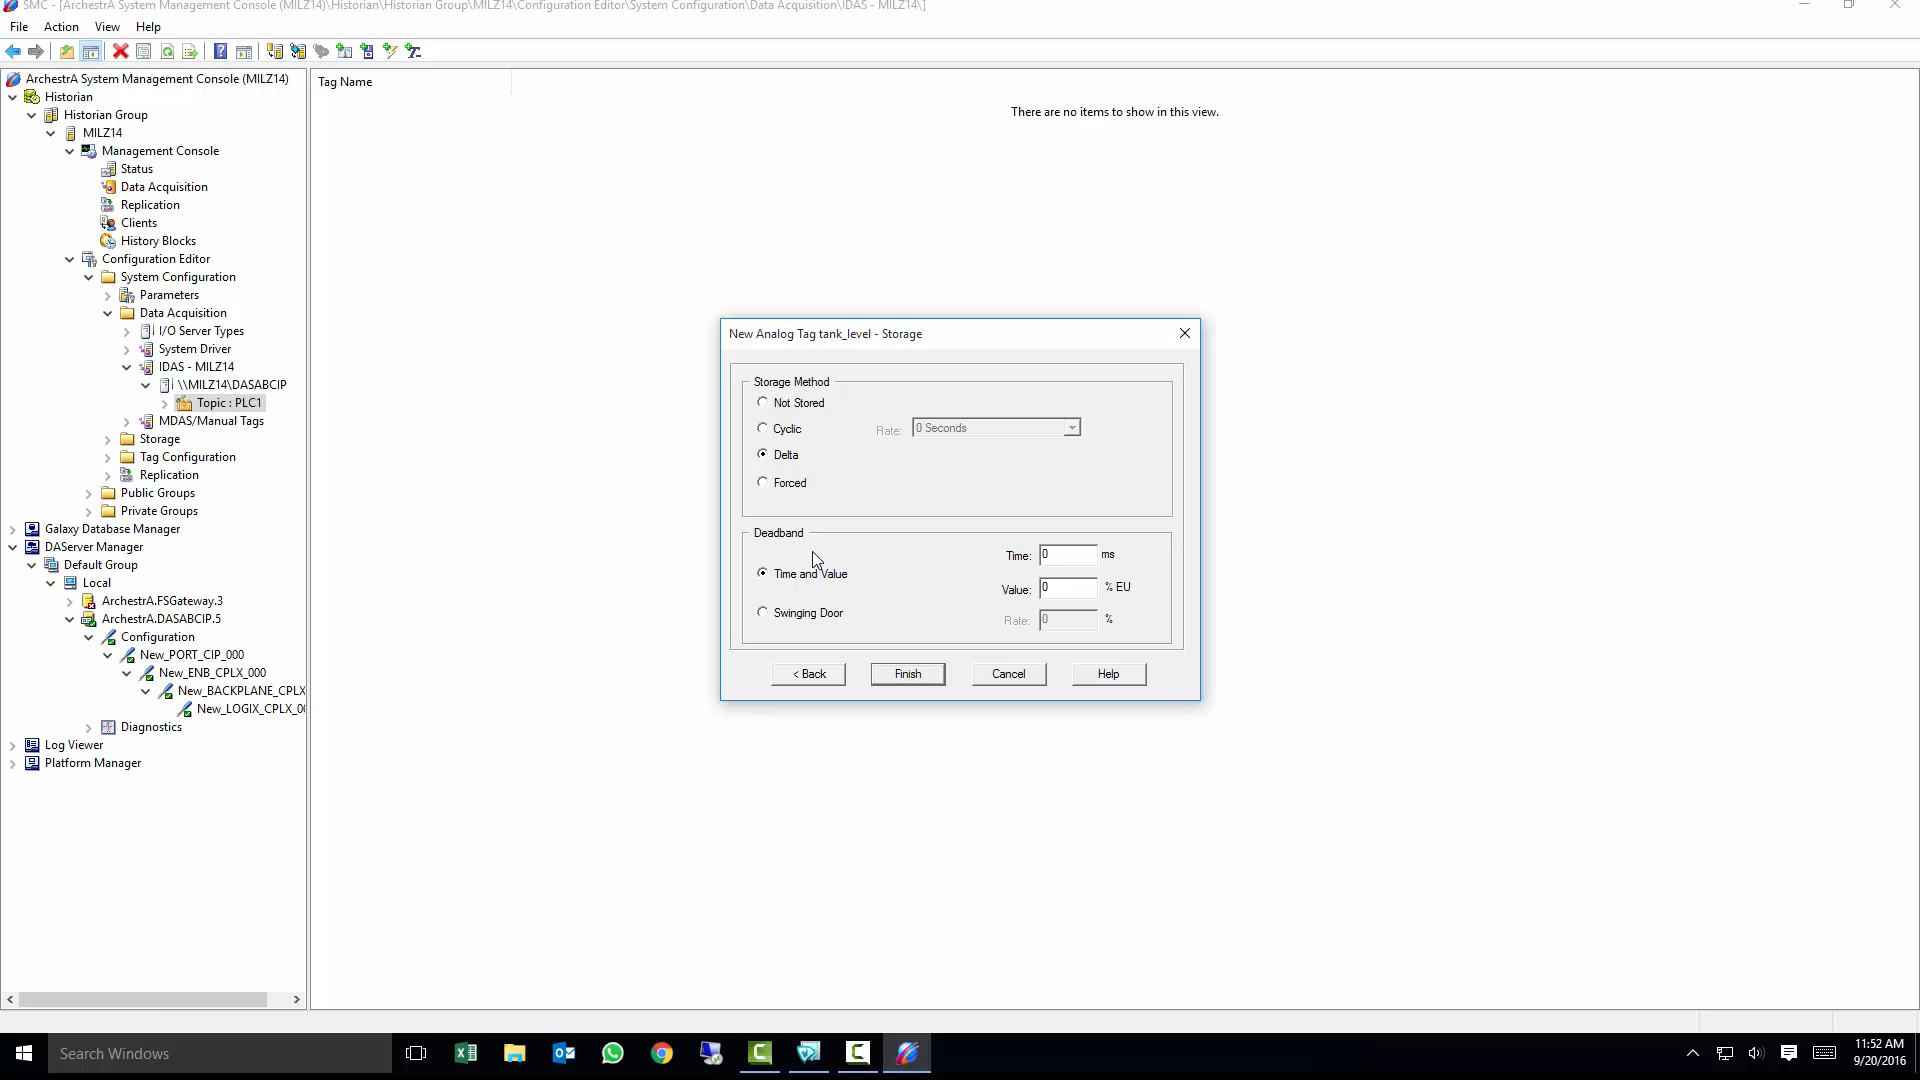 SMC - [ArchestrA System Management Console (MILZ14)\Historian\Historian Group\MILZ14\Configuration Editor\System Configuration\Data Acquisition\IDAS - MILZ14\]
File Action View Help
ArchestrA System Management Console (MILZ14)
Historian
Historian Group
MILZ14
Management Console
Status
Data Acquisition
Replication
Clients
History Blocks
Configuration Editor
System Configuration
Parameters
Data Acquisition
I/O Server Types
System Driver
IDAS - MILZ14
\\MILZ14\DASABCIP
Topic : PLC1
MDAS/Manual Tags
Storage
Tag Configuration
Replication
Public Groups
Private Groups
Galaxy Database Manager
DAServer Manager
Default Group
Local
ArchestrA.FSGateway.3
ArchestrA.DASABCIP.5
Configuration
New_PORT_CIP_000
New_ENB_CPLX_000
New_BACKPLANE_CPLX
New_LOGIX_CPLX_00
Diagnostics
Log Viewer
Platform Manager
Tag Name
There are no items to show in this view.
New Analog Tag tank_level - Storage
Storage Method
Not Stored
Cyclic Rate: 0 Seconds
Delta
Forced
Deadband
Time: 0 ms
Time and Value
Value: 0 % EU
Swinging Door
Rate: 0 %
< Back Finish Cancel Help
Search Windows
11:52 AM
9/20/2016